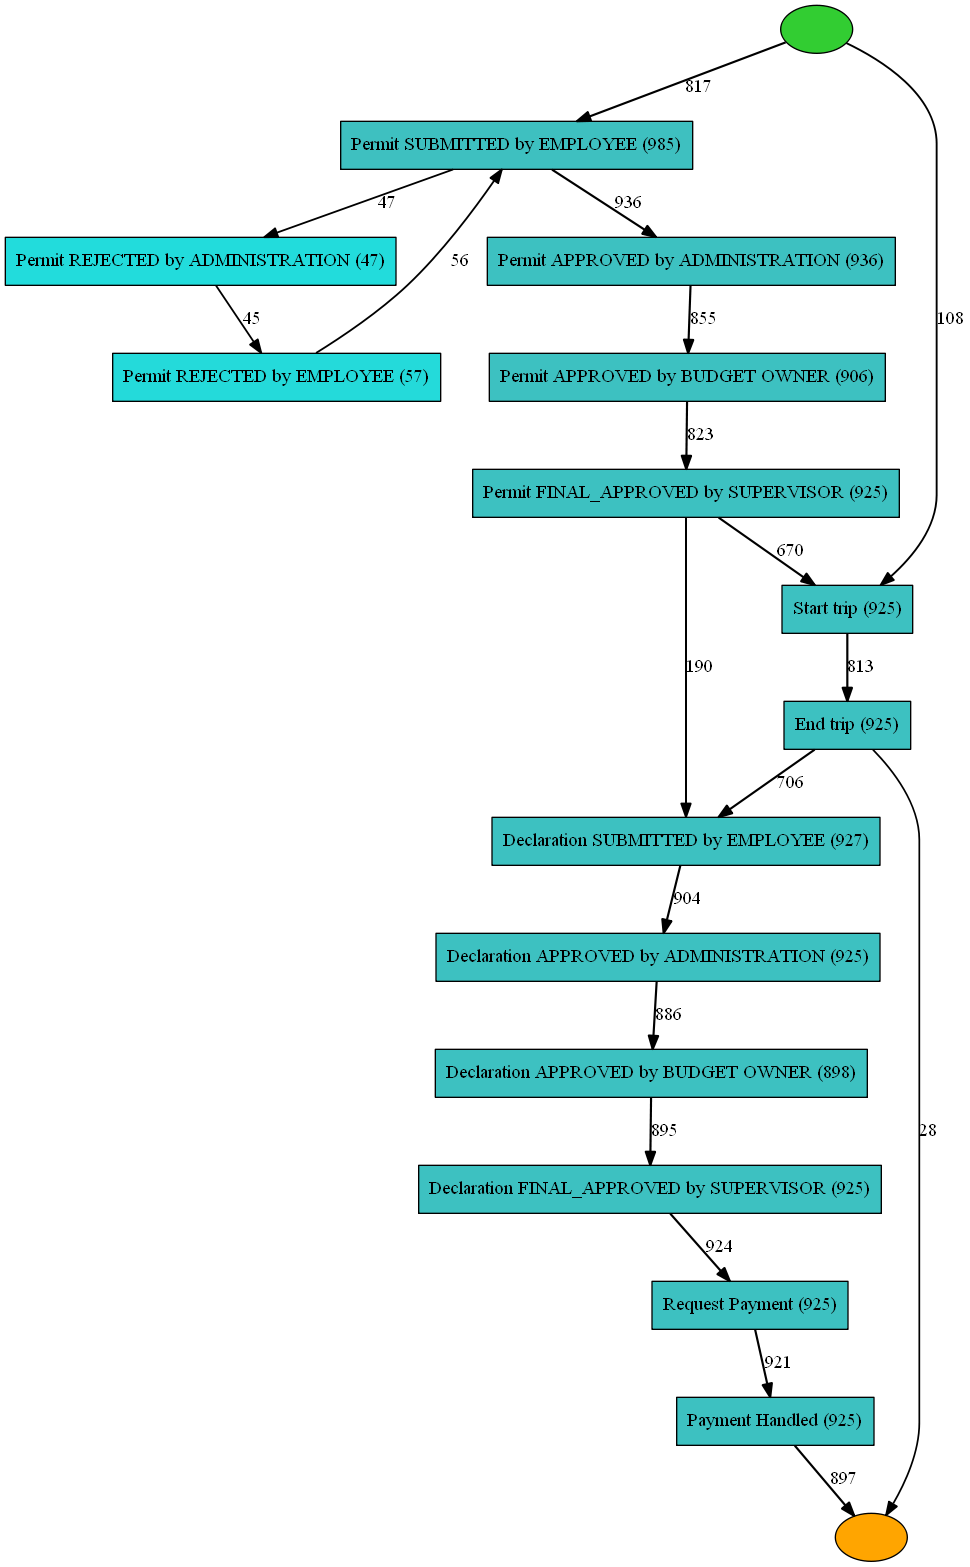 817
Permit SUBMITTED by EMPLOYEE (985)
47
936
Permit REJECTED by ADMINISTRATION (47)
56
Permit APPROVED by ADMINISTRATION (936)
45
855
108
Permit REJECTED by EMPLOYEE (57)
Permit APPROVED by BUDGET OWNER (906)
823
Permit FINAL_APPROVED by SUPERVISOR (925)
670
Start trip (925)
190
813
End trip (925)
706
Declaration SUBMITTED by EMPLOYEE (927)
904
Declaration APPROVED by ADMINISTRATION (925)
886
Declaration APPROVED by BUDGET OWNER (898)
895
28
Declaration FINAL_APPROVED by SUPERVISOR (925)
924
Request Payment (925)
921
Payment Handled (925)
897